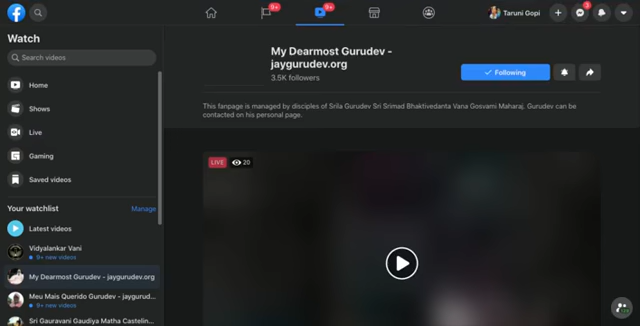 9+
9+
Taruni Gopi
3
Watch
Search videos
Home
Shows
Live
Gaming
Saved videos
Your watchlist
Manage
Latest videos
Vidyalankar Vani
9+ new videos
My Dearmost Gurudev - jaygurudev.org
Meu Mais Querido Gurudev - jaygurud...
9+ new videos
Sri Gauravani Gaudiya Matha Castelin...
My Dearmost Gurudev -
jaygurudev.org
3.5K followers
Following
This fanpage is managed by disciples of Srila Gurudev Sri Srimad Bhaktivedanta Vana Gosvami Maharaj. Gurudev can be
contacted on his personal page.
LIVE
20